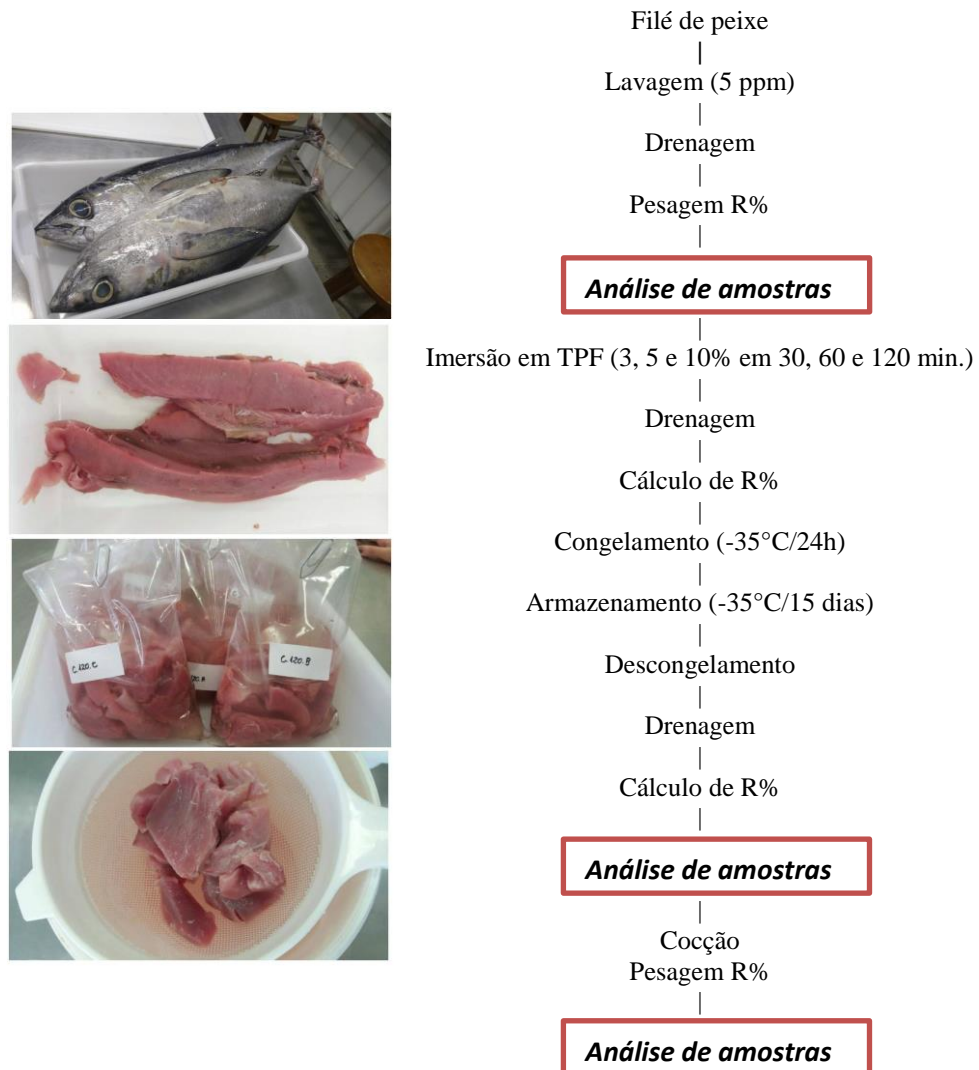 Filé de peixe
Lavagem (5 ppm)
Drenagem
Pesagem R%
Análise de amostras
Imersão em TPF (3, 5 e 10% em 30, 60 e 120 min.)
Drenagem
Cálculo de R%
Congelamento (-35°C/24h)
Armazenamento (-35°C/15 dias)
Descongelamento
Drenagem
Cálculo de R%
Análise de amostras
Cocção
Pesagem R%
Análise de amostras
C.120.C
C.120.B